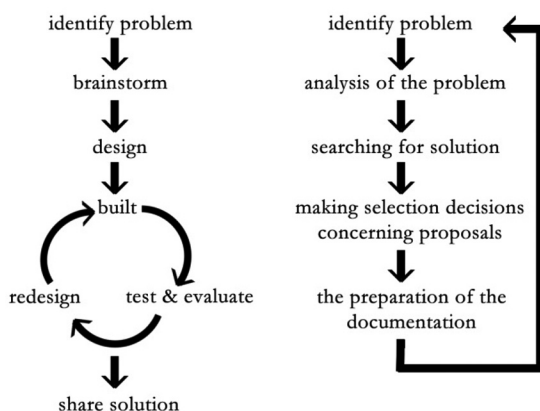 identify problem
brainstorm
design
built
redesign
test & evaluate
share solution
identify problem
analysis of the problem
searching for solution
making selection decisions
concerning proposals
the preparation of the
documentation